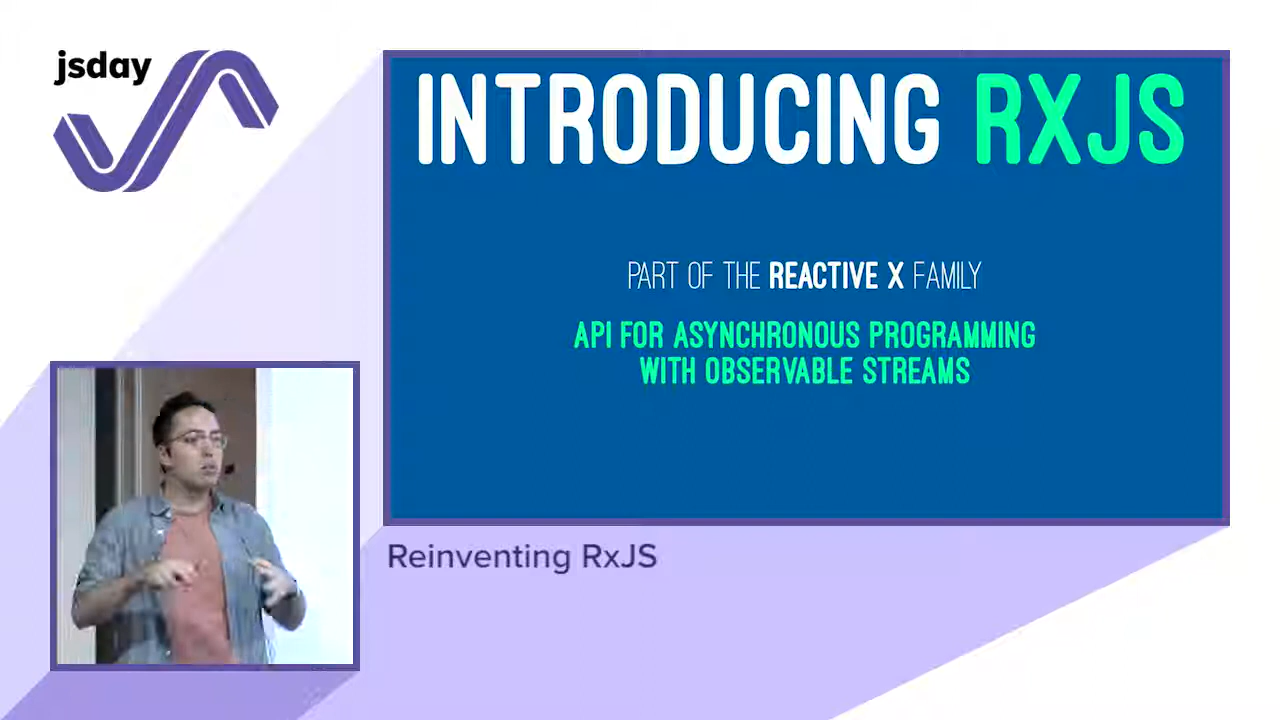 jsday
INTRODUCING RXJS
PART OF THE REACTIVE X FAMILY
API FOR ASYNCHRONOUS PROGRAMMING
WITH OBSERVABLE STREAMS
Reinventing RxJS